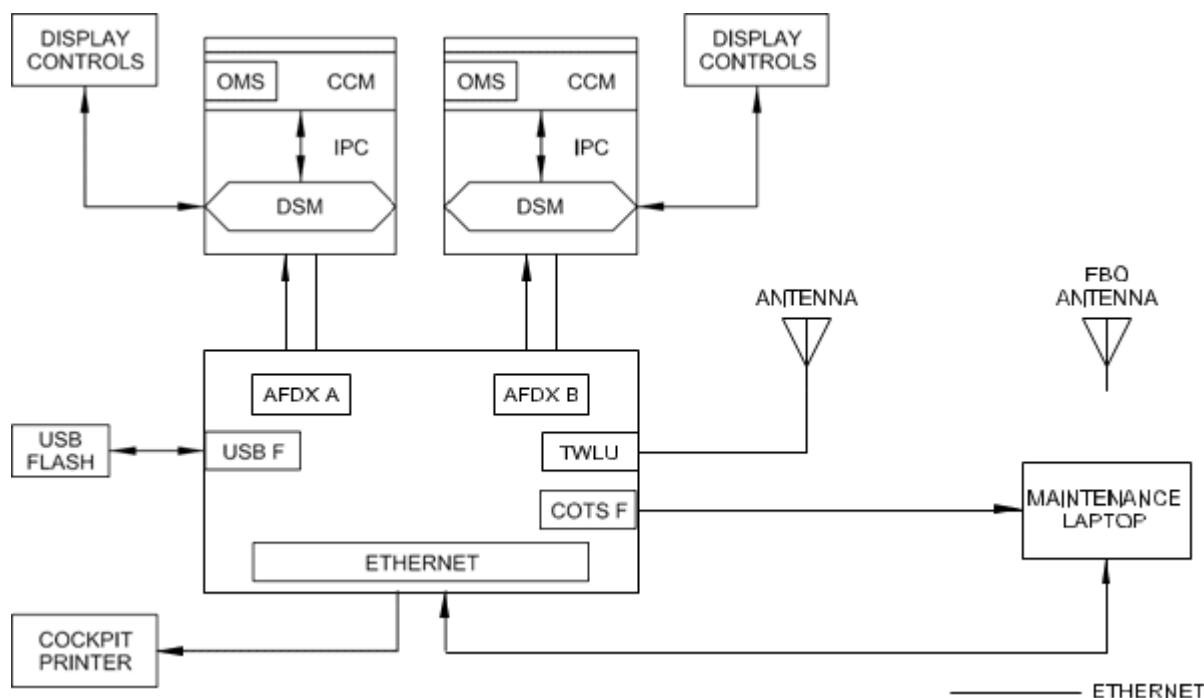 DISPLAY
CONTROLS
OMS
CCM
IPC
DSM
OMS
CCM
IPC
DSM
DISPLAY
CONTROLS
ANTENNA
FBO
ANTENNA
AFDX A
AFDX B
USB
FLASH
USB F
TWLU
COTS F
MAINTENANCE
LAPTOP
ETHERNET
COCKPIT
PRINTER
ETHERNET